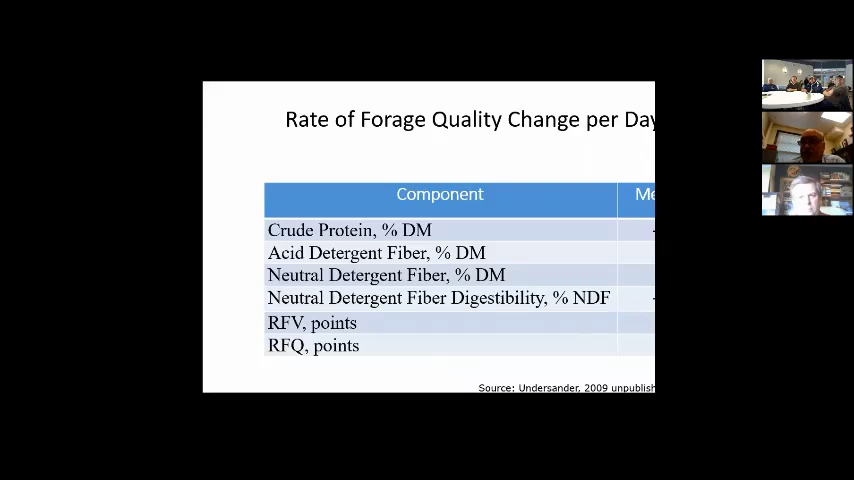 Rate of Forage Quality Change per Day
Component Me
Crude Protein, % DM -
Acid Detergent Fiber, % DM
Neutral Detergent Fiber, % DM
Neutral Detergent Fiber Digestibility, % NDF -
RFV, points
RFQ, points
Source: Undersander, 2009 unpublish